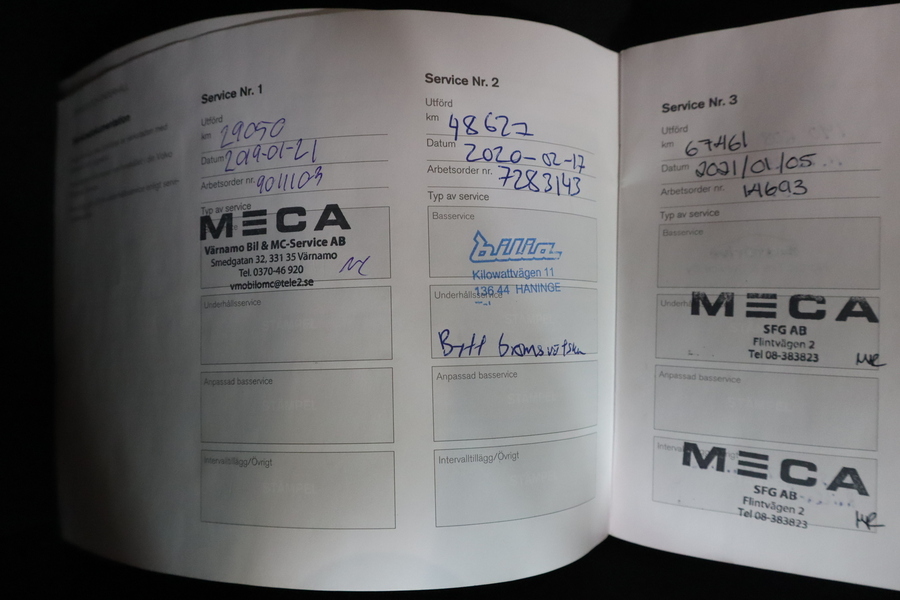 Service Nr. 1
Utförd
km 29050
Datum 2019-01-21
Arbetsorder nr. 9011103
Typ av service
MECA
Värnamo Bil & MC-Service AB
Smedgatan 32, 331 35 Värnamo
Tel. 0370-46 920
vmobilomc@tele2.se
Underhållsservice
Anpassad basservice
Intervalltillägg/Övrigt
Service Nr. 2
Utförd
km 48627
Datum 2020-02-17
Arbetsorder nr. 7283143
Typ av service
Basservice
bilia
Kilowattvägen 11
136 44 HANINGE
Underhållsservice
Bytt bromsvätska
Anpassad basservice
Intervalltillägg/Övrigt
Service Nr. 3
Utförd
km 67461
Datum 2021/01/05
Arbetsorder nr. 14693
Typ av service
Basservice
MECA
SFG AB
Flintvägen 2
Tel 08-383823
Anpassad basservice
MECA
SFG AB
Flintvägen 2
Tel 08-383823